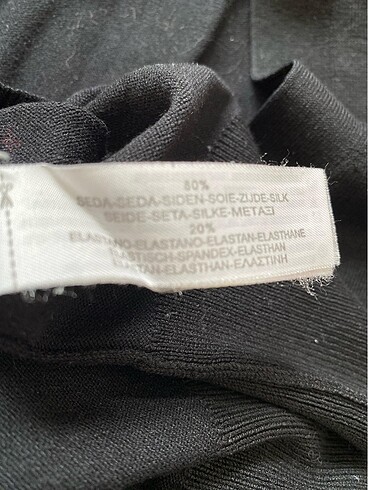 80%
SEDA-SEDA-SIDEN-SOIE-ZIJDE-SILK
SEIDE-SETA-SILKE-ΜΕΤΑΞΙ
20%
ELASTANO-ELASTANO-ELASTAN-ELASTHANE
ELASTISCH-SPANDEX-ELASTHAN
ELASTAN-ELASTHAN-ΕΛΑΣΤΙΝΗ